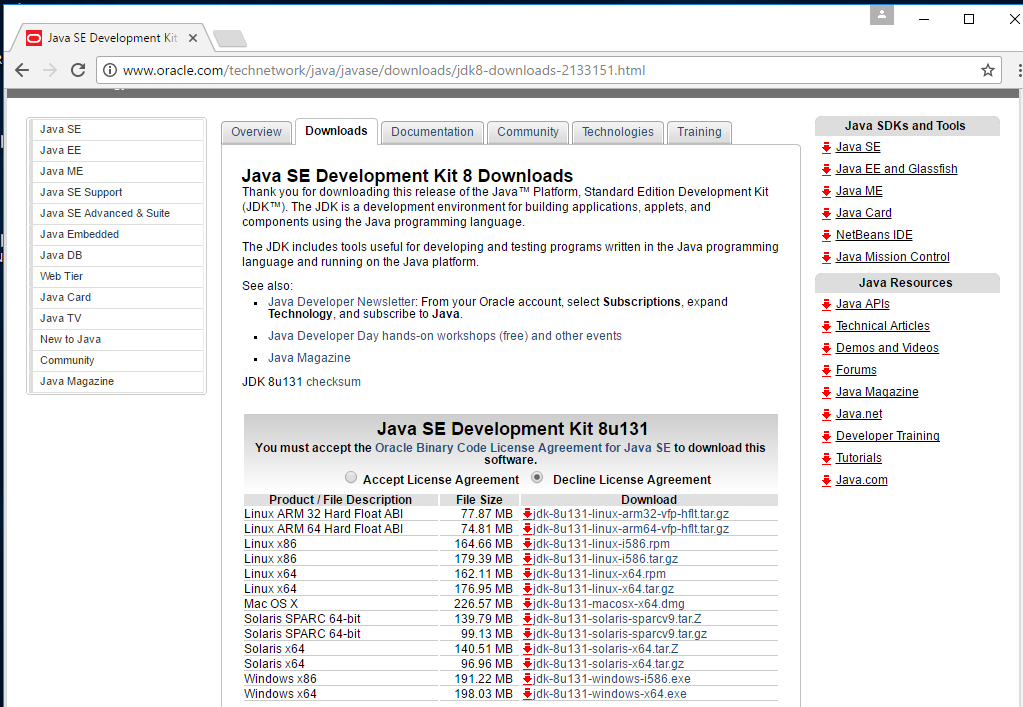 Java SE Development Kit
www.oracle.com/technetwork/java/javase/downloads/jdk8-downloads-2133151.html
Java SE
Java EE
Java ME
Java SE Support
Java SE Advanced & Suite
Java Embedded
Java DB
Web Tier
Java Card
Java TV
New to Java
Community
Java Magazine
Overview
Downloads
Documentation
Community
Technologies
Training
Java SE Development Kit 8 Downloads
Thank you for downloading this release of the Java™ Platform, Standard Edition Development Kit
(JDK™). The JDK is a development environment for building applications, applets, and
components using the Java programming language.
The JDK includes tools useful for developing and testing programs written in the Java programming
language and running on the Java platform.
See also:
Java Developer Newsletter: From your Oracle account, select Subscriptions, expand
Technology, and subscribe to Java.
Java Developer Day hands-on workshops (free) and other events
Java Magazine
JDK 8u131 checksum
Java SE Development Kit 8u131
You must accept the Oracle Binary Code License Agreement for Java SE to download this
software.
Accept License Agreement Decline License Agreement
Product / File Description File Size Download
Linux ARM 32 Hard Float ABI 77.87 MB jdk-8u131-linux-arm32-vfp-hflt.tar.gz
Linux ARM 64 Hard Float ABI 74.81 MB jdk-8u131-linux-arm64-vfp-hflt.tar.gz
Linux x86 164.66 MB jdk-8u131-linux-i586.rpm
Linux x86 179.39 MB jdk-8u131-linux-i586.tar.gz
Linux x64 162.11 MB jdk-8u131-linux-x64.rpm
Linux x64 176.95 MB jdk-8u131-linux-x64.tar.gz
Mac OS X 226.57 MB jdk-8u131-macosx-x64.dmg
Solaris SPARC 64-bit 139.79 MB jdk-8u131-solaris-sparcv9.tar.Z
Solaris SPARC 64-bit 99.13 MB jdk-8u131-solaris-sparcv9.tar.gz
Solaris x64 140.51 MB jdk-8u131-solaris-x64.tar.Z
Solaris x64 96.96 MB jdk-8u131-solaris-x64.tar.gz
Windows x86 191.22 MB jdk-8u131-windows-i586.exe
Windows x64 198.03 MB jdk-8u131-windows-x64.exe
Java SDKs and Tools
Java SE
Java EE and Glassfish
Java ME
Java Card
NetBeans IDE
Java Mission Control
Java Resources
Java APIs
Technical Articles
Demos and Videos
Forums
Java Magazine
Java.net
Developer Training
Tutorials
Java.com